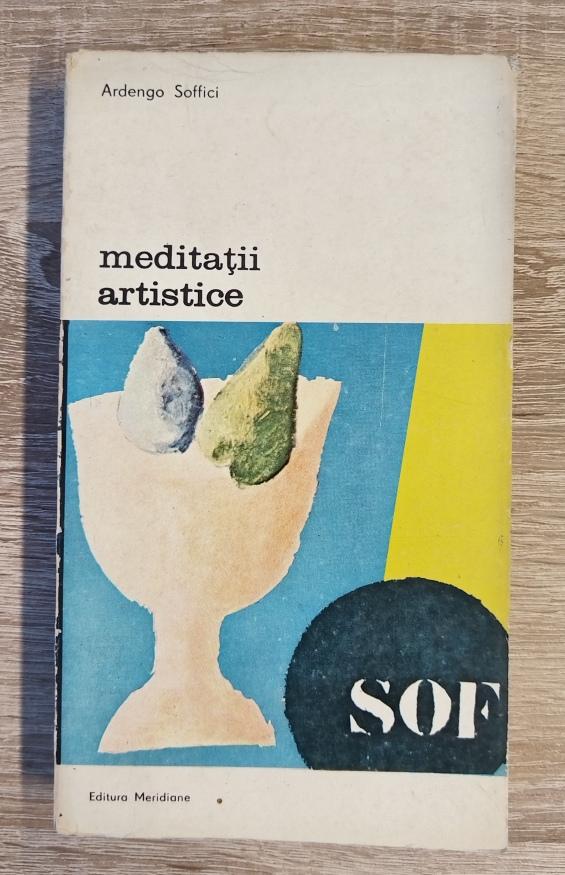 Ardengo Soffici
meditaţii
artistice
SOF
Editura Meridiane